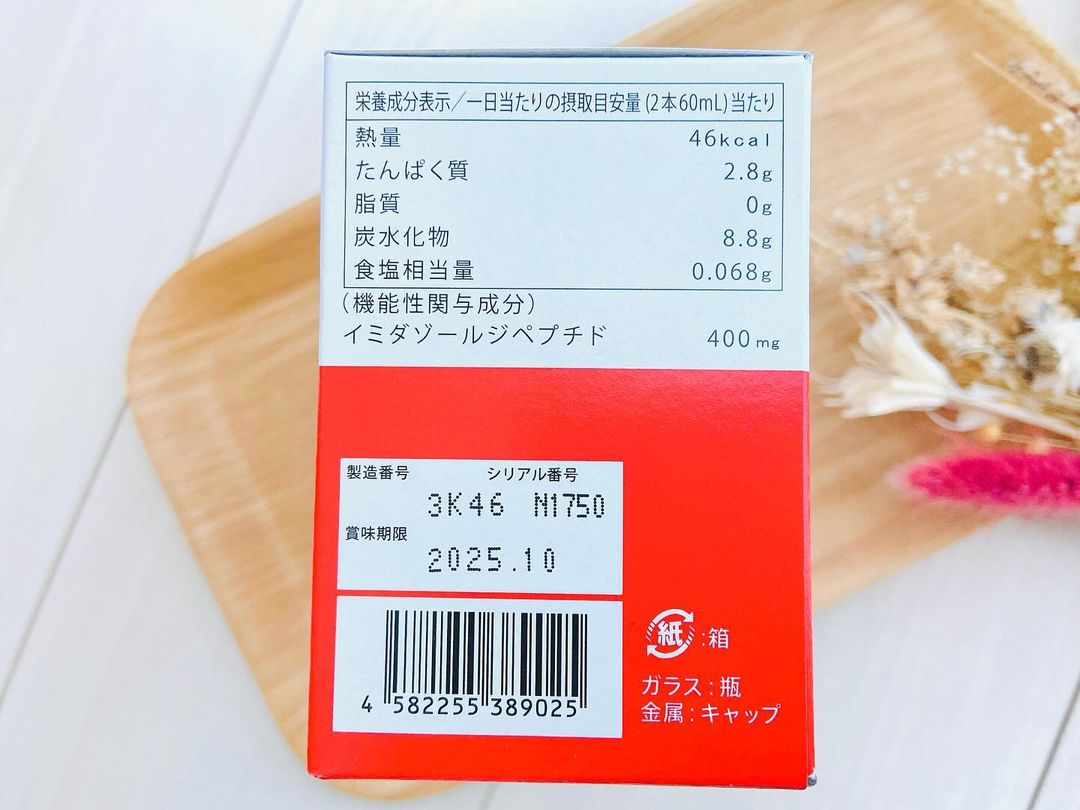 栄養成分表示／一日当たりの摂取目安量(2本60mL)当たり
熱量 46kcal
たんぱく質 2.8g
脂質 0g
炭水化物 8.8g
食塩相当量 0.068g
(機能性関与成分)
イミダゾールジペプチド 400mg
製造番号 シリアル番号
3K46 N1750
賞味期限
2025.10
4 582255 389025
紙:箱
ガラス:瓶
金属:キャップ